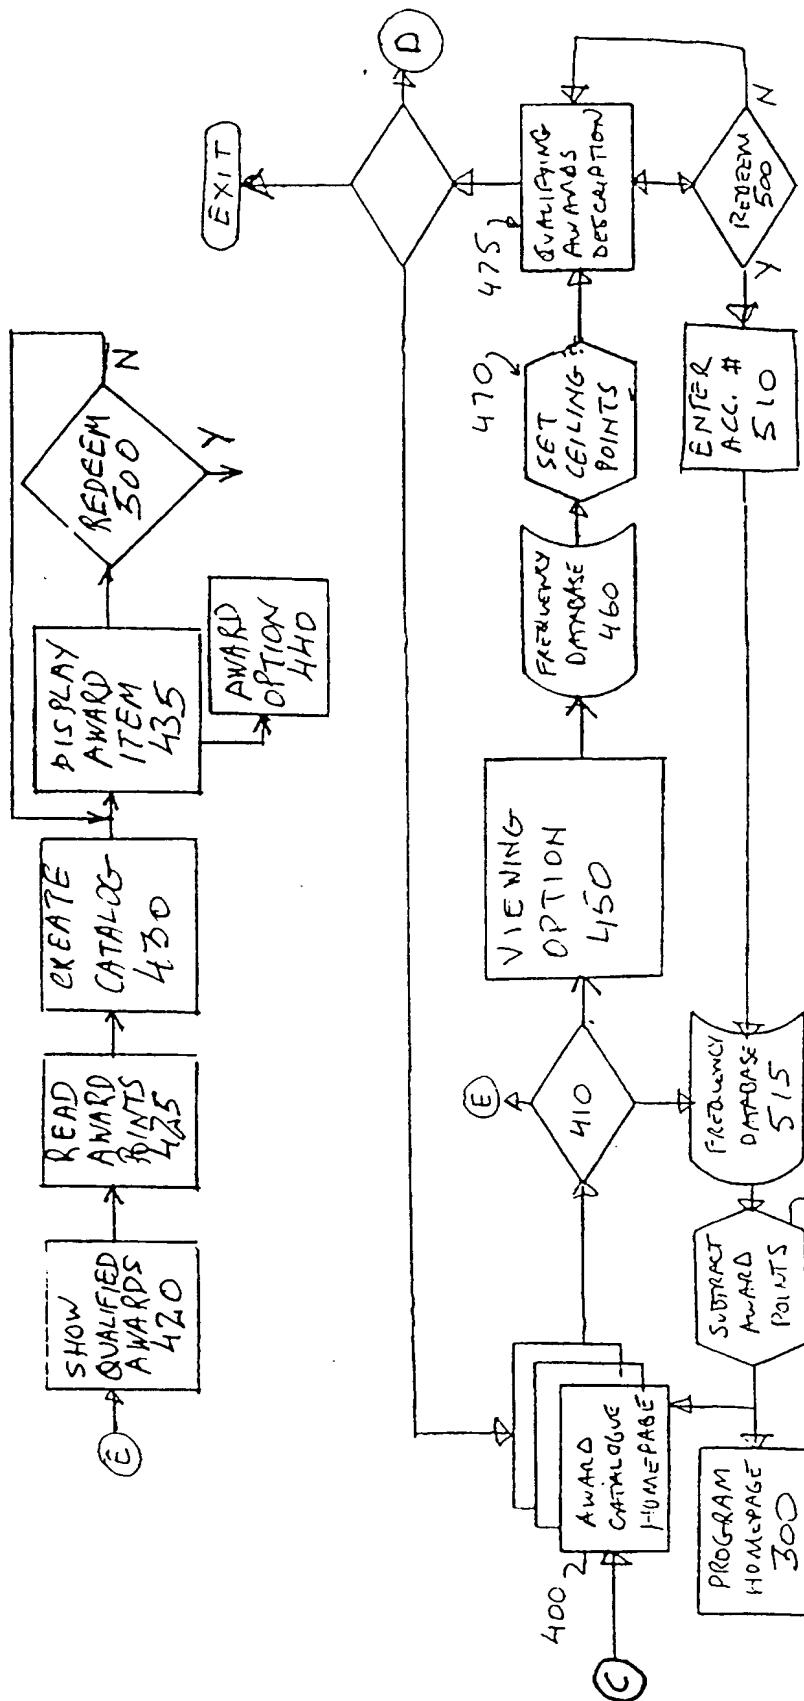 E
SHOW
QUALIFIED
AWARDS
420
READ
AWARD
POINTS
425
CREATE
CATALOG
430
DISPLAY
AWARD
ITEM
435
AWARD
OPTION
440
REDEEM
500
N
Y
EXIT
D
C
400
AWARD
CATALOGUE
HOMEPAGE
410
E
VIEWING
OPTION
450
FREQUENCY
DATABASE
460
470
SET
CEILING
POINTS
475
QUALIFYING
AWARDS
DESCRIPTION
REDEEM
500
N
Y
ENTER
ACC. #
510
FREQUENCY
DATABASE
515
SUBTRACT
AWARD
POINTS
PROGRAM
HOMEPAGE
300